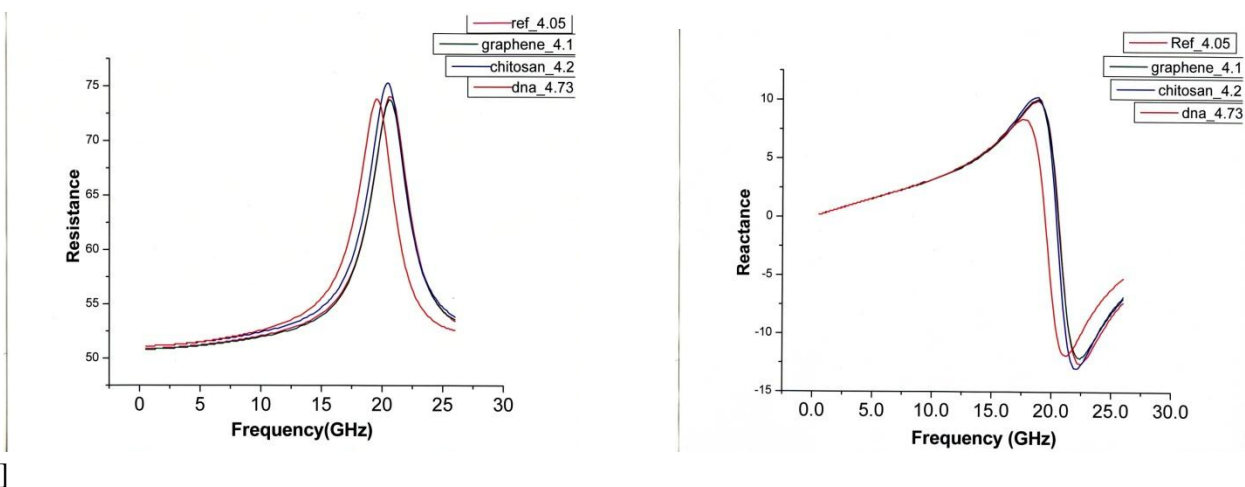 ref_4.05
graphene_4.1
chitosan_4.2
dna_4.73
75
70
65
60
55
50
Resistance
0 5 10 15 20 25 30
Frequency(GHz)
Ref_4.05
graphene_4.1
chitosan_4.2
dna_4.73
10
5
0
-5
-10
-15
Reactance
0.0 5.0 10.0 15.0 20.0 25.0 30.0
Frequency (GHz)
]